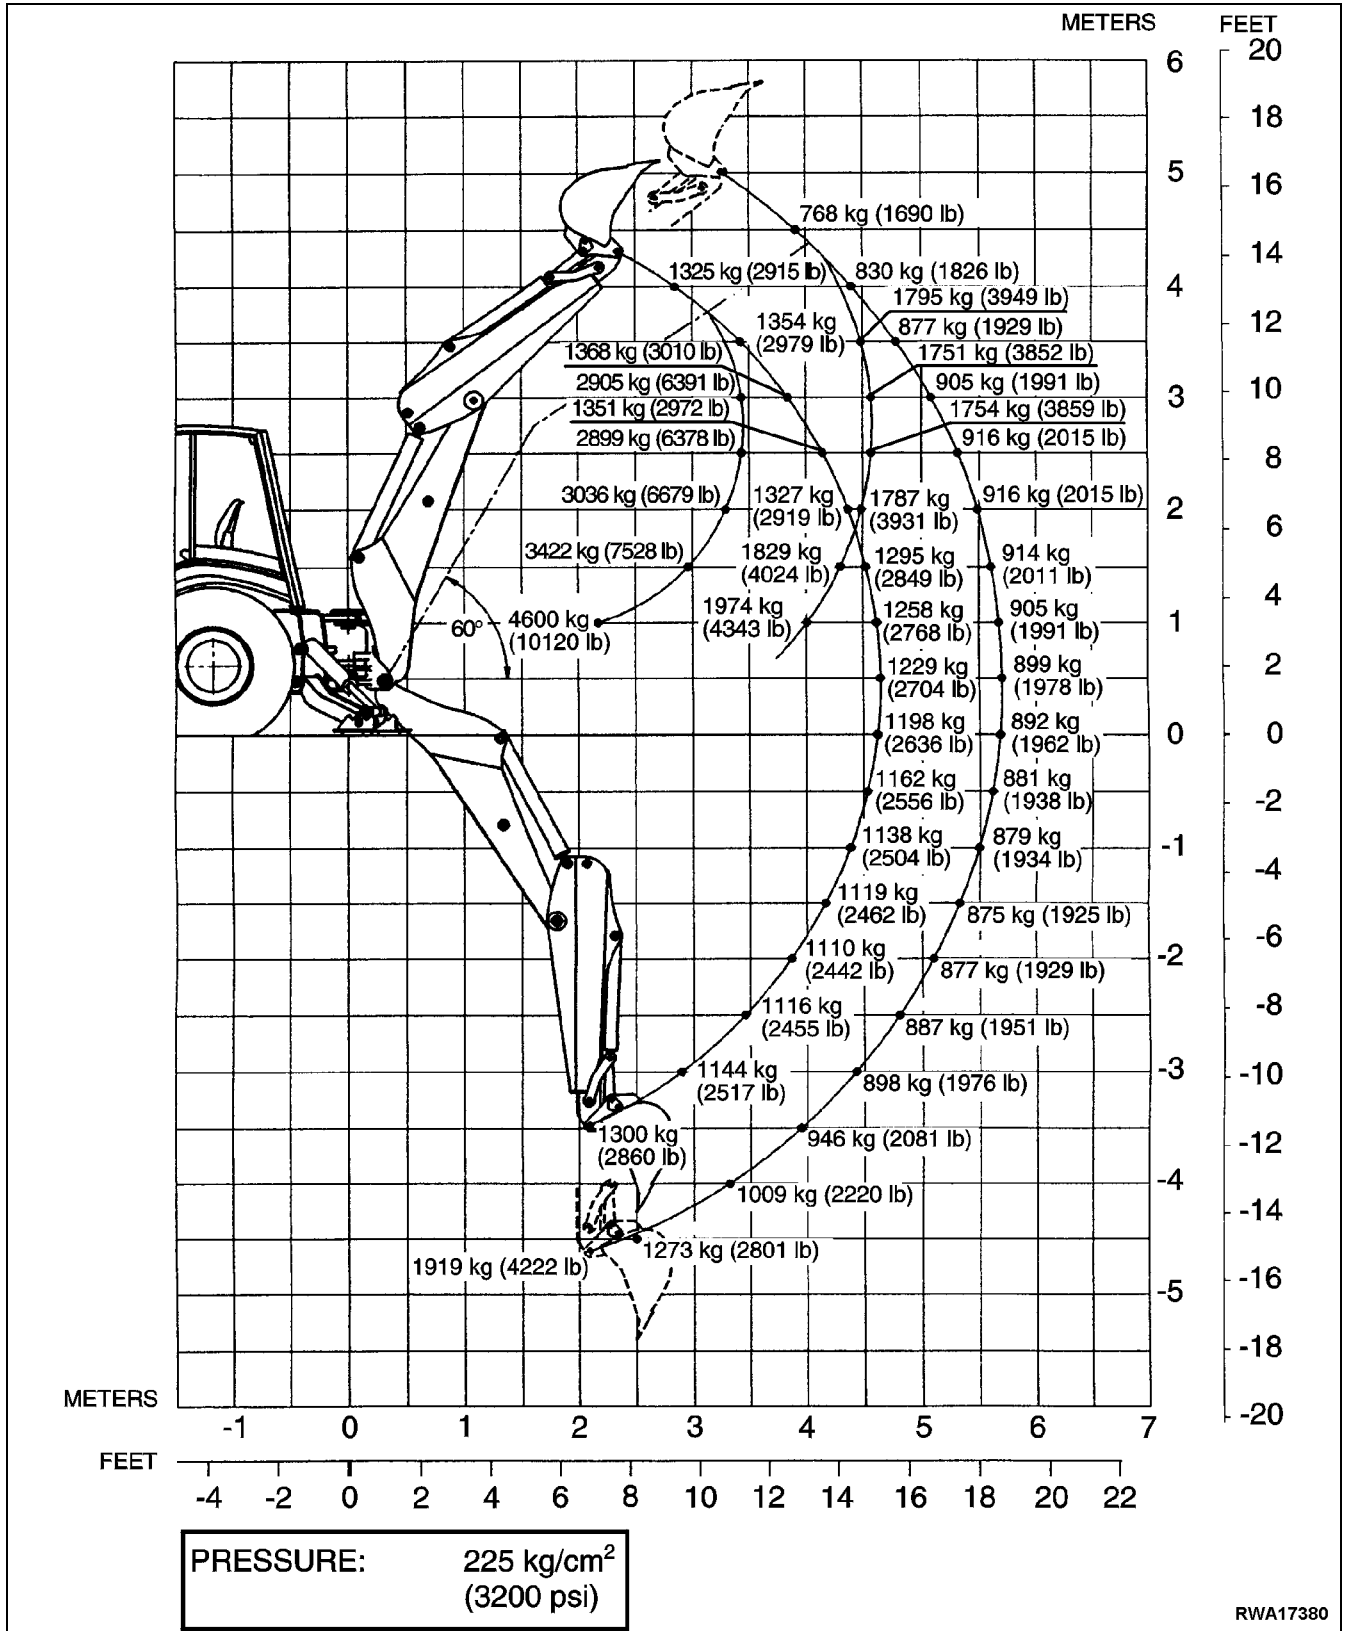 METERS FEET
6 20
18
5
16
768 kg (1690 lb)
14
1325 kg (2915 lb) 830 kg (1826 lb)
4
1795 kg (3949 lb)
1354 kg
(2979 lb)
877 kg (1929 lb)
12
1368 kg (3010 lb)
1751 kg (3852 lb)
2905 kg (6391 lb)
905 kg (1991 lb)
3 10
1351 kg (2972 lb)
1754 kg (3859 lb)
2899 kg (6378 lb)
916 kg (2015 lb)
8
3036 kg (6679 lb)
1327 kg
(2919 lb)
1787 kg
(3931 lb)
916 kg (2015 lb)
2
6
3422 kg (7528 lb)
1829 kg
(4024 lb)
1295 kg
(2849 lb)
914 kg
(2011 lb)
4
60°
4600 kg
(10120 lb)
1974 kg
(4343 lb)
1258 kg
(2768 lb)
905 kg
(1991 lb)
1
1229 kg
(2704 lb)
899 kg
(1978 lb)
2
1198 kg
(2636 lb)
892 kg
(1962 lb)
0 0
1162 kg
(2556 lb)
881 kg
(1938 lb)
-2
1138 kg
(2504 lb)
879 kg
(1934 lb)
-1
-4
1119 kg
(2462 lb)
875 kg (1925 lb)
-6
1110 kg
(2442 lb)
877 kg (1929 lb)
-2
-8
1116 kg
(2455 lb)
887 kg (1951 lb)
1144 kg
(2517 lb)
898 kg (1976 lb)
-3 -10
1300 kg
(2860 lb)
946 kg (2081 lb)
-12
1009 kg (2220 lb)
-4
-14
1273 kg (2801 lb)
1919 kg (4222 lb)
-16
-5
-18
METERS
-20
-1 0 1 2 3 4 5 6 7
FEET
-4 -2 0 2 4 6 8 10 12 14 16 18 20 22
PRESSURE: 225 kg/cm²
(3200 psi)
RWA17380